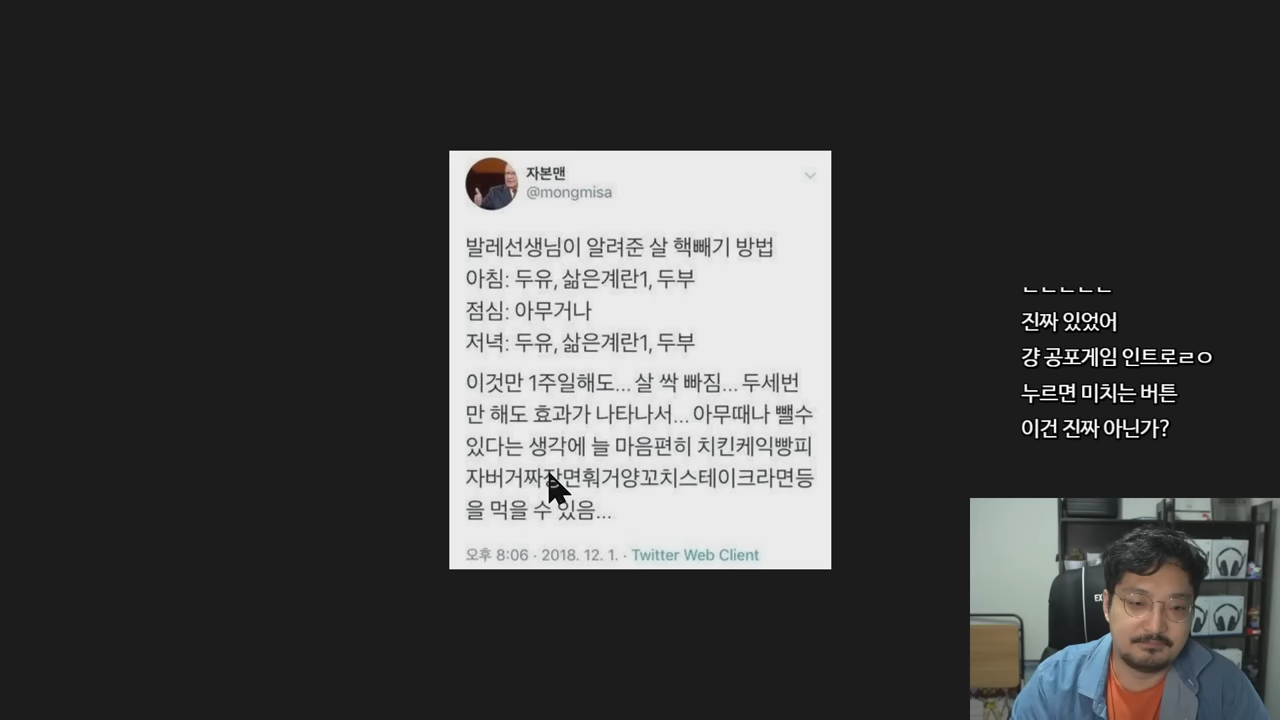 자본맨
@mongmisa
발레선생님이 알려준 살 핵빼기 방법
아침: 두유, 삶은계란1, 두부
점심: 아무거나
저녁: 두유, 삶은계란1, 두부
이것만 1주일해도... 살 싹 빠짐... 두세번
만 해도 효과가 나타나서... 아무때나 뺄수
있다는 생각에 늘 마음편히 치킨케익빵피
자버거짜장면훠거양꼬치스테이크라면등
을 먹을 수 있음...
오후 8:06 · 2018. 12. 1. · Twitter Web Client
진짜 있었어
걍 공포게임 인트로ㄹㅇ
누르면 미치는 버튼
이건 진짜 아닌가?
EX